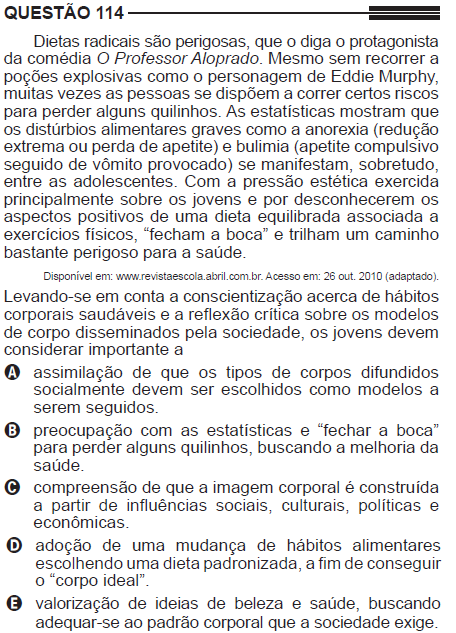 QUESTÃO 114
Dietas radicais são perigosas, que o diga o protagonista
da comédia O Professor Aloprado. Mesmo sem recorrer a
poções explosivas como o personagem de Eddie Murphy,
muitas vezes as pessoas se dispõem a correr certos riscos
para perder alguns quilinhos. As estatísticas mostram que
os distúrbios alimentares graves como a anorexia (redução
extrema ou perda de apetite) e bulimia (apetite compulsivo
seguido de vômito provocado) se manifestam, sobretudo,
entre as adolescentes. Com a pressão estética exercida
principalmente sobre os jovens e por desconhecerem os
aspectos positivos de uma dieta equilibrada associada a
exercícios físicos, “fecham a boca” e trilham um caminho
bastante perigoso para a saúde.
Disponível em: www.revistaescola.abril.com.br. Acesso em: 26 out. 2010 (adaptado).
Levando-se em conta a conscientização acerca de hábitos
corporais saudáveis e a reflexão crítica sobre os modelos
de corpo disseminados pela sociedade, os jovens devem
considerar importante a
A assimilação de que os tipos de corpos difundidos
socialmente devem ser escolhidos como modelos a
serem seguidos.
B preocupação com as estatísticas e “fechar a boca”
para perder alguns quilinhos, buscando a melhoria da
saúde.
C compreensão de que a imagem corporal é construída
a partir de influências sociais, culturais, políticas e
econômicas.
D adoção de uma mudança de hábitos alimentares
escolhendo uma dieta padronizada, a fim de conseguir
o “corpo ideal”.
E valorização de ideias de beleza e saúde, buscando
adequar-se ao padrão corporal que a sociedade exige.